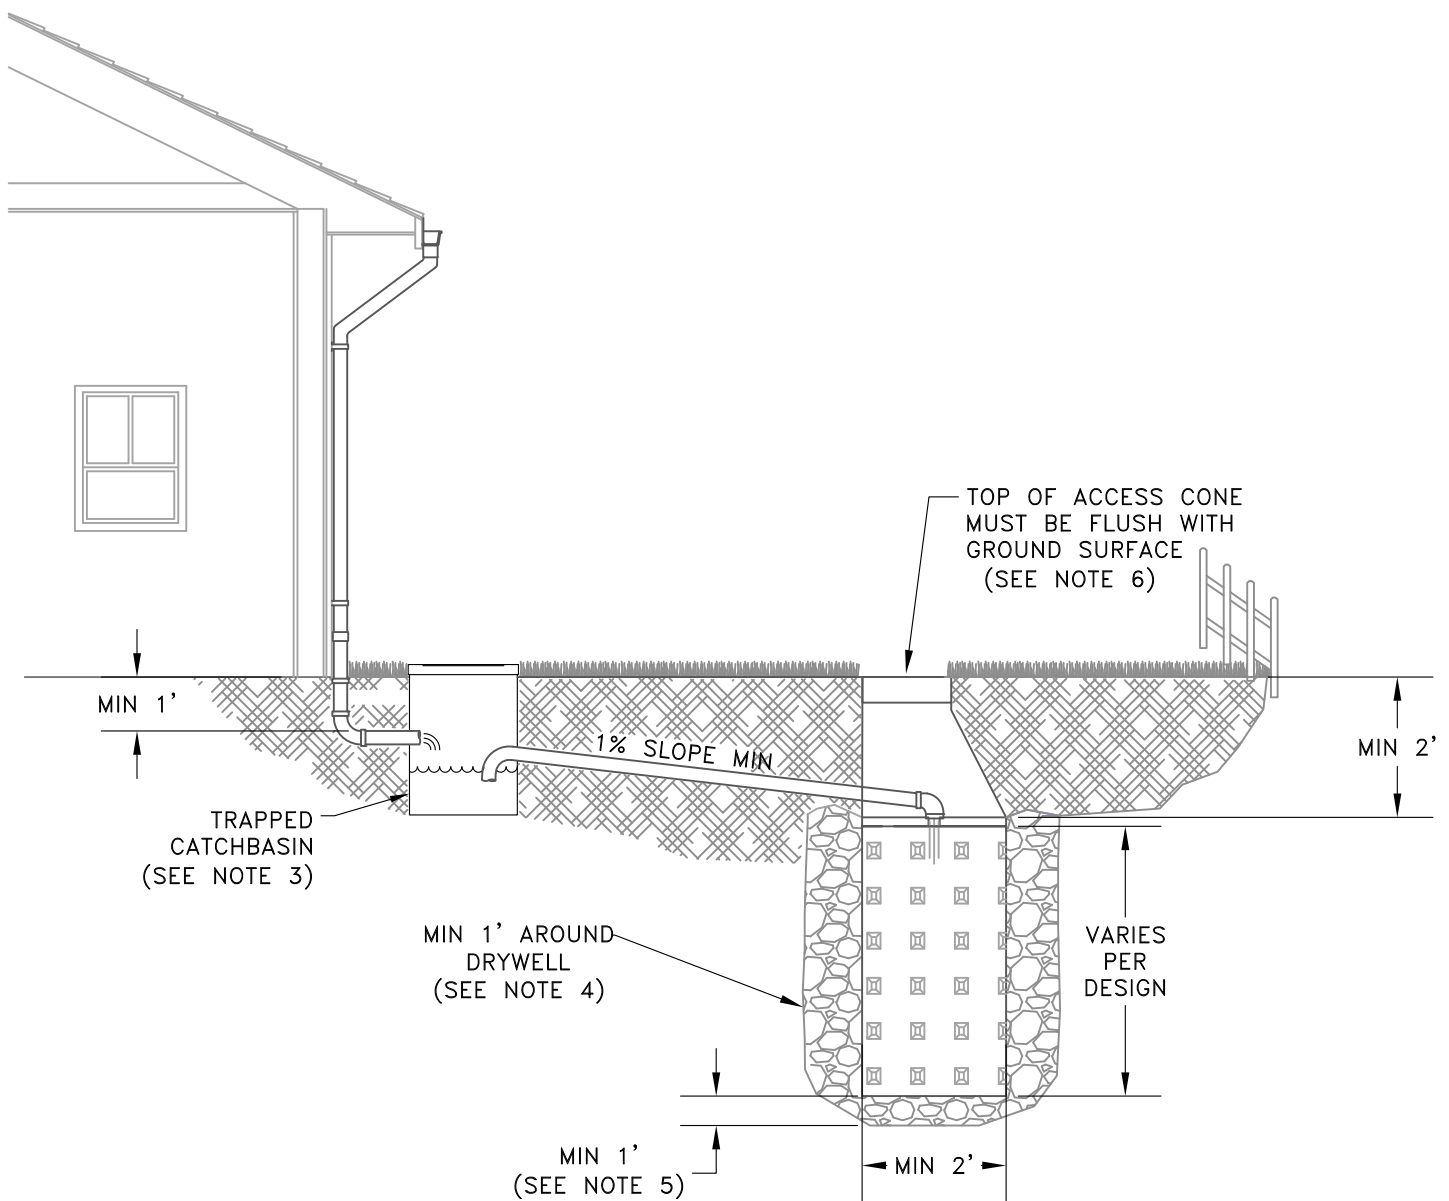 TOP OF ACCESS CONE
MUST BE FLUSH WITH
GROUND SURFACE
(SEE NOTE 6)
MIN 1'
1% SLOPE MIN
MIN 2'
TRAPPED
CATCHBASIN
(SEE NOTE 3)
MIN 1' AROUND
DRYWELL
(SEE NOTE 4)
VARIES
PER
DESIGN
MIN 1'
(SEE NOTE 5)
MIN 2'